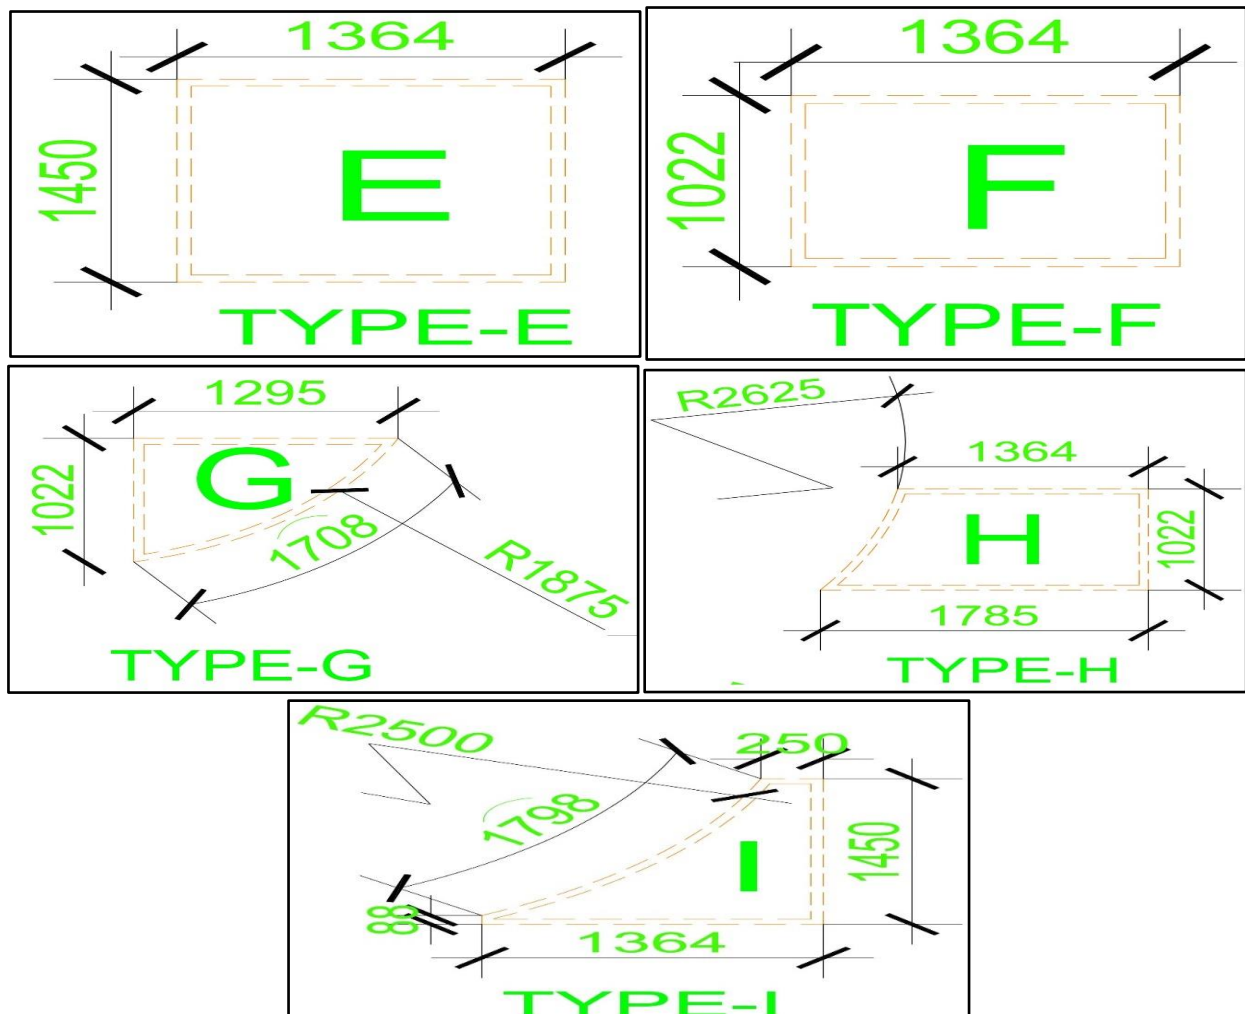 1364
1450
E
TYPE-E
1364
1022
F
TYPE-F
1295
1022
G
1708
R1875
TYPE-G
R2625
1364
H
1022
1785
TYPE-H
R2500
250
1798
I
1450
88
1364
TYPE-I